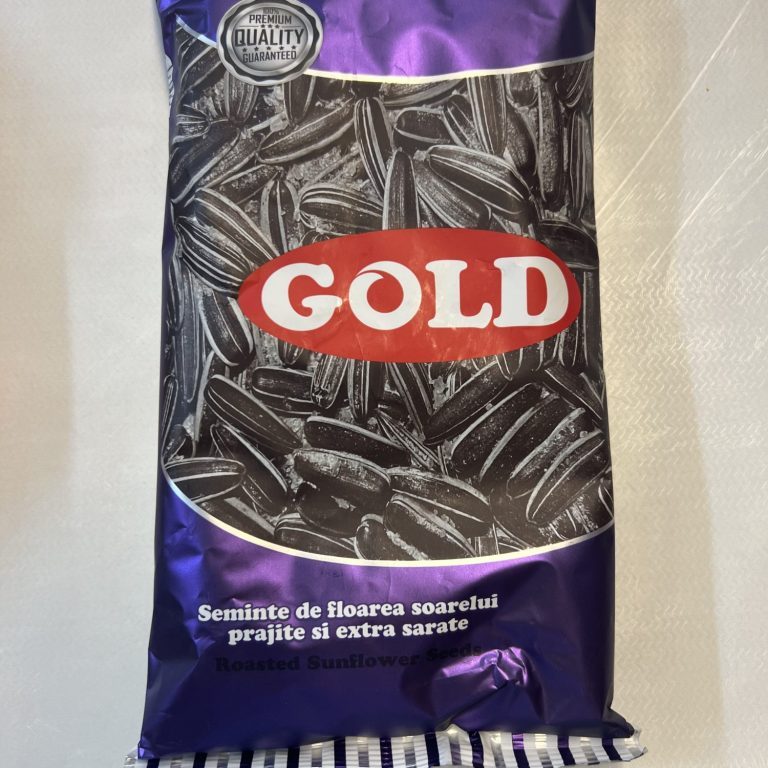 100%
PREMIUM
QUALITY
GUARANTEED
GOLD
Seminte de floarea soarelui
prajite si extra sarate
Roasted Sunflower Seeds